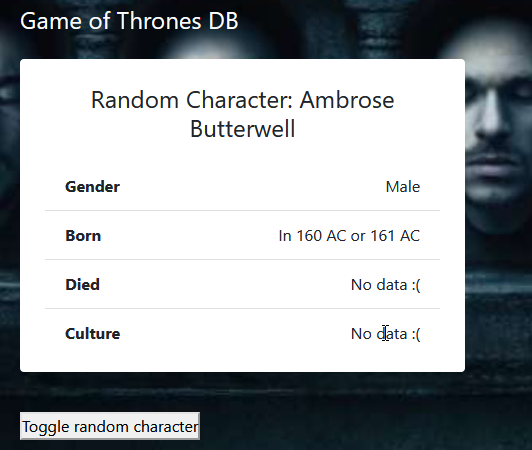 Game of Thrones DB
Random Character: Ambrose
Butterwell
Gender Male
Born In 160 AC or 161 AC
Died No data :(
Culture No data :(
Toggle random character